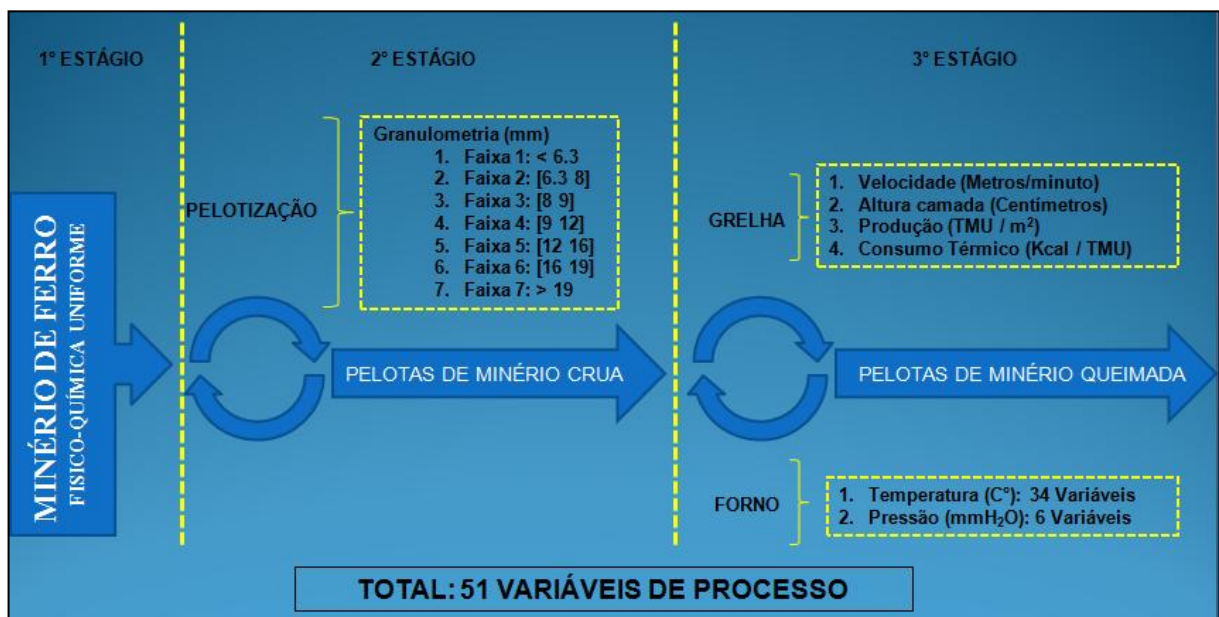 1º ESTÁGIO
2º ESTÁGIO
3º ESTÁGIO
MINÉRIO DE FERRO
FISICO-QUÍMICA UNIFORME
PELOTIZAÇÃO
Granulometria (mm)
1. Faixa 1: < 6.3
2. Faixa 2: [6.3 8]
3. Faixa 3: [8 9]
4. Faixa 4: [9 12]
5. Faixa 5: [12 16]
6. Faixa 6: [16 19]
7. Faixa 7: > 19
PELOTAS DE MINÉRIO CRUA
GRELHA
1. Velocidade (Metros/minuto)
2. Altura camada (Centímetros)
3. Produção (TMU / m²)
4. Consumo Térmico (Kcal / TMU)
PELOTAS DE MINÉRIO QUEIMADA
FORNO
1. Temperatura (C°): 34 Variáveis
2. Pressão (mmH₂O): 6 Variáveis
TOTAL: 51 VARIÁVEIS DE PROCESSO